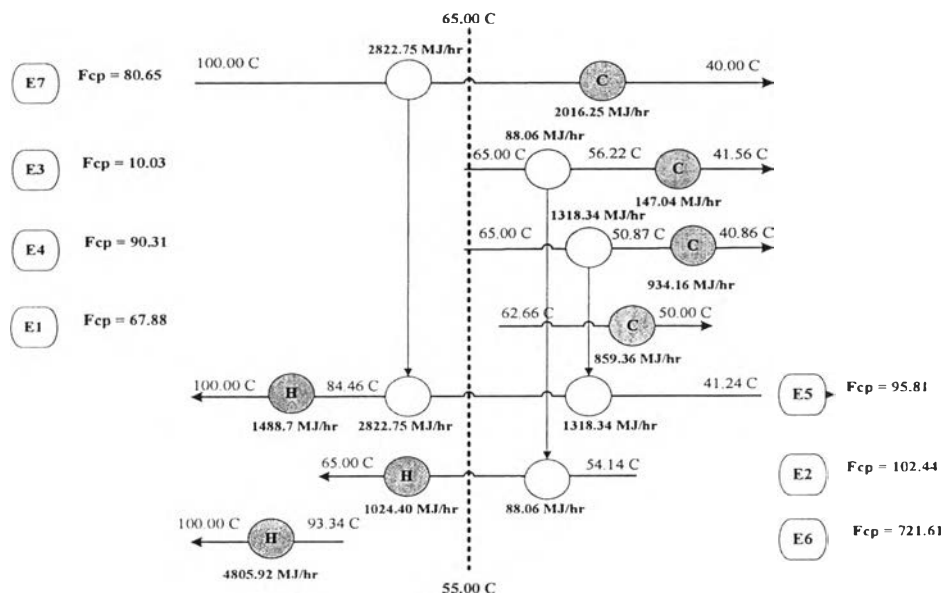 65.00 C
2822.75 MJ/hr
E7 Fcp = 80.65 100.00 C C 40.00 C
2016.25 MJ/hr
88.06 MJ/hr
E3 Fcp = 10.03 65.00 C 56.22 C C 41.56 C
147.04 MJ/hr
1318.34 MJ/hr
E4 Fcp = 90.31 65.00 C 50.87 C C 40.86 C
934.16 MJ/hr
E1 Fcp = 67.88 62.66 C C 50.00 C
859.36 MJ/hr
100.00 C H 84.46 C 41.24 C E5 Fcp = 95.81
1488.7 MJ/hr 2822.75 MJ/hr 1318.34 MJ/hr
65.00 C H 54.14 C E2 Fcp = 102.44
1024.40 MJ/hr 88.06 MJ/hr
100.00 C H 93.34 C E6 Fcp = 721.61
4805.92 MJ/hr
55.00 C